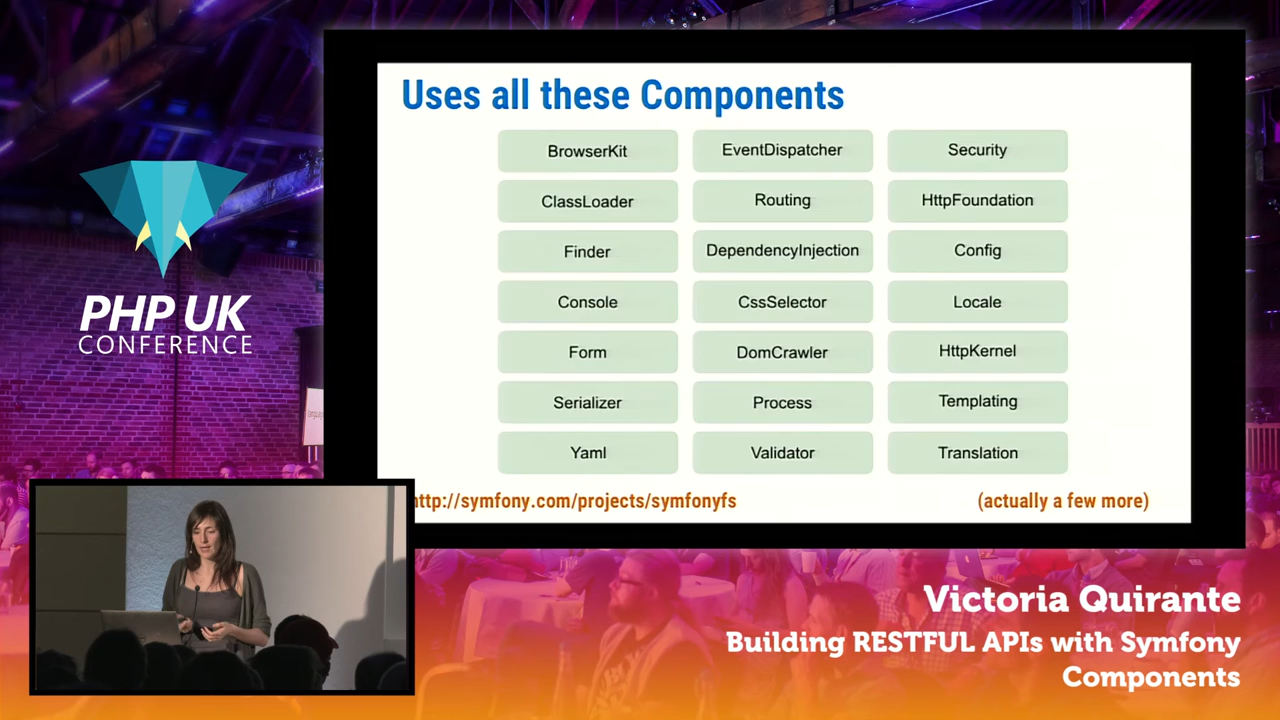 Uses all these Components
BrowserKit
EventDispatcher
Security
ClassLoader
Routing
HttpFoundation
Finder
DependencyInjection
Config
Console
CssSelector
Locale
Form
DomCrawler
HttpKernel
Serializer
Process
Templating
Yaml
Validator
Translation
http://symfony.com/projects/symfonyfs
(actually a few more)
PHP UK
CONFERENCE
Victoria Quirante
Building RESTFUL APIs with Symfony
Components